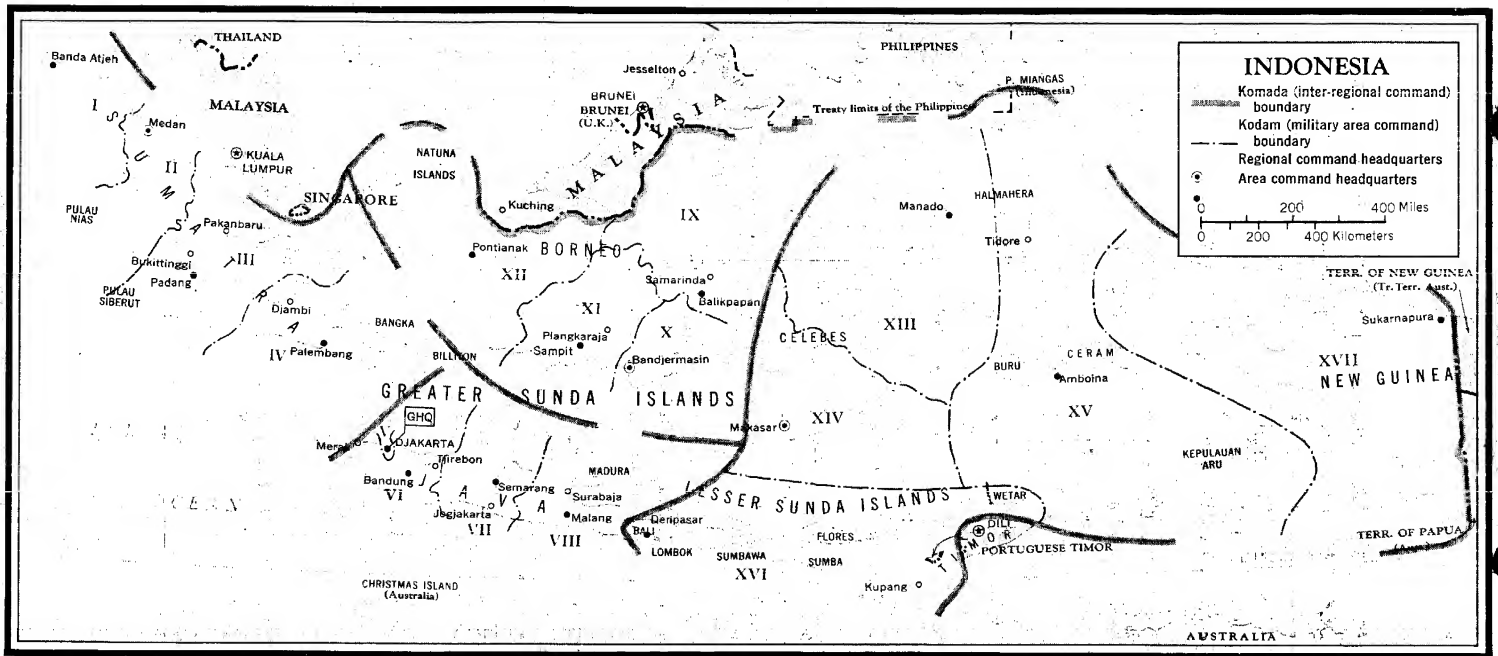 THAILAND
Banda Atjeh
I
MALAYSIA
Medan
II
KUALA
LUMPUR
SINGAPORE
PULAU
NIAS
SUMATRA
Pakanbaru
Bukittinggi
III
Padang
PULAU
SIBERUT
Djambi
IV
Palembang
BANGKA
BILLITON
NATUNA
ISLANDS
Jesselton
BRUNEI
BRUNEI
(U.K.)
MALAYSIA
Kuching
PHILIPPINES
Treaty limits of the Philippines
P. MIANGAS
(Indonesia)
INDONESIA
Komada (inter-regional command)
boundary
Kodam (military area command)
boundary
Regional command headquarters
Area command headquarters
0 200 400 Miles
0 200 400 Kilometers
IX
Pontianak
BORNEO
XII
Samarinda
Balikpapan
XI
X
Plangkaraja
Sampit
Bandjermasin
GREATER SUNDA ISLANDS
GHQ
Merak
V
DJAKARTA
Tjirebon
Bandung
VI
JAVA
Semarang
Jogjakarta
VII
MADURA
Surabaja
Malang
VIII
BALI
Denpasar
LOMBOK
CHRISTMAS ISLAND
(Australia)
Manado
HALMAHERA
Tidore
XIII
CELEBES
XIV
Makasar
BURU
CERAM
Amboina
XV
LESSER SUNDA ISLANDS
WETAR
DILI
TIMOR
PORTUGUESE TIMOR
FLORES
SUMBAWA
SUMBA
XVI
Kupang
TERR. OF NEW GUINEA
(Tr. Terr. Aust.)
Sukarnapura
XVII
NEW GUINEA
KEPULAUAN
ARU
TERR. OF PAPUA
AUSTRALIA
OCEAN